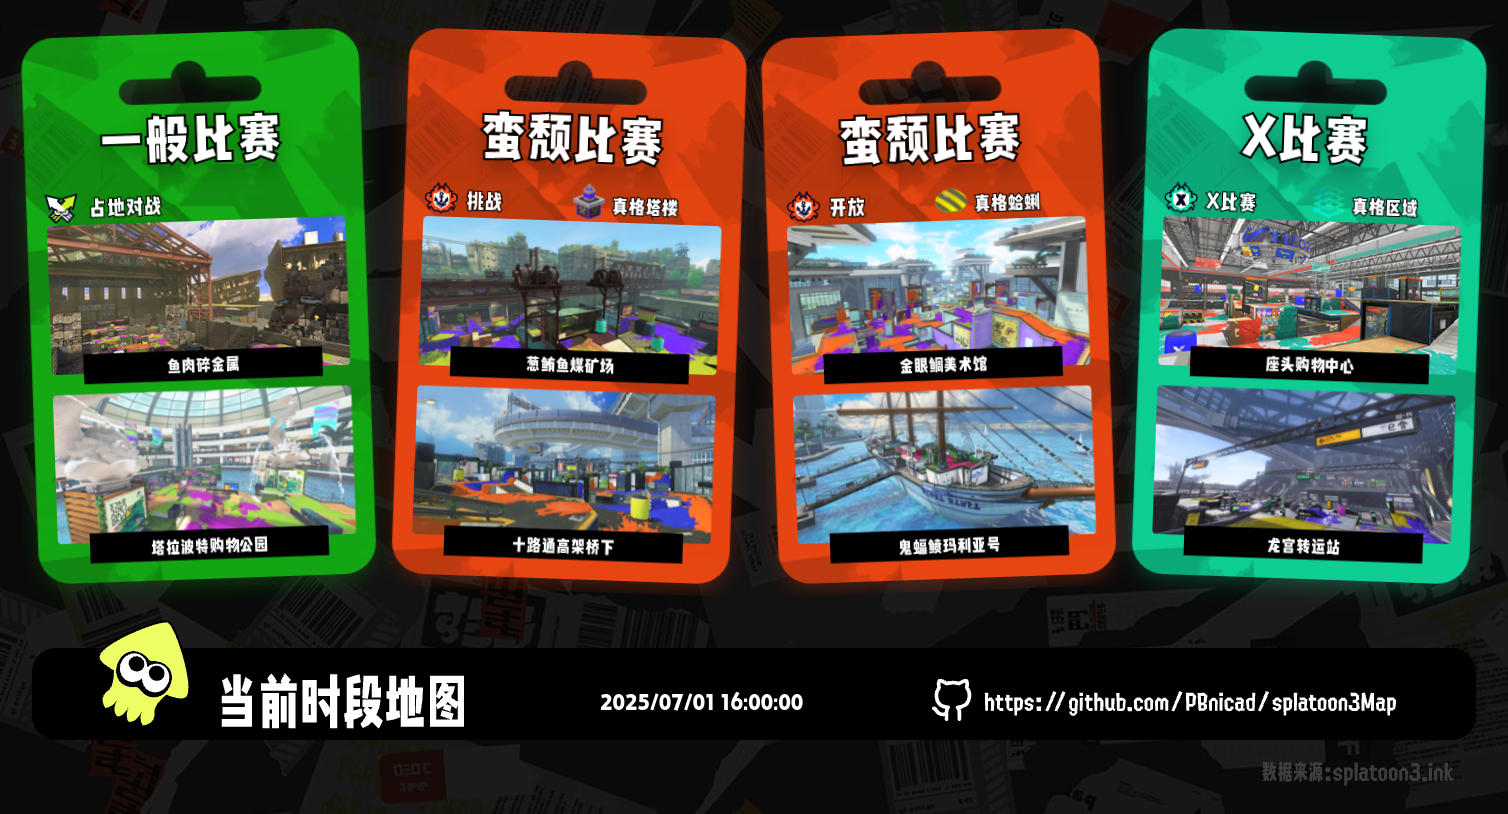 一般比赛
占地对战
鱼肉碎金属
塔拉波特购物公园
蛮颓比赛
挑战
真格塔楼
葱鲔鱼煤矿场
十路通高架桥下
蛮颓比赛
开放
真格蛤蜊
金眼鲷美术馆
鬼蝠鲼玛利亚号
X比赛
X比赛
真格区域
座头购物中心
龙宫转运站
当前时段地图
2025/07/01 16:00:00
https://github.com/PBnicad/splatoon3Map
数据来源:splatoon3.ink